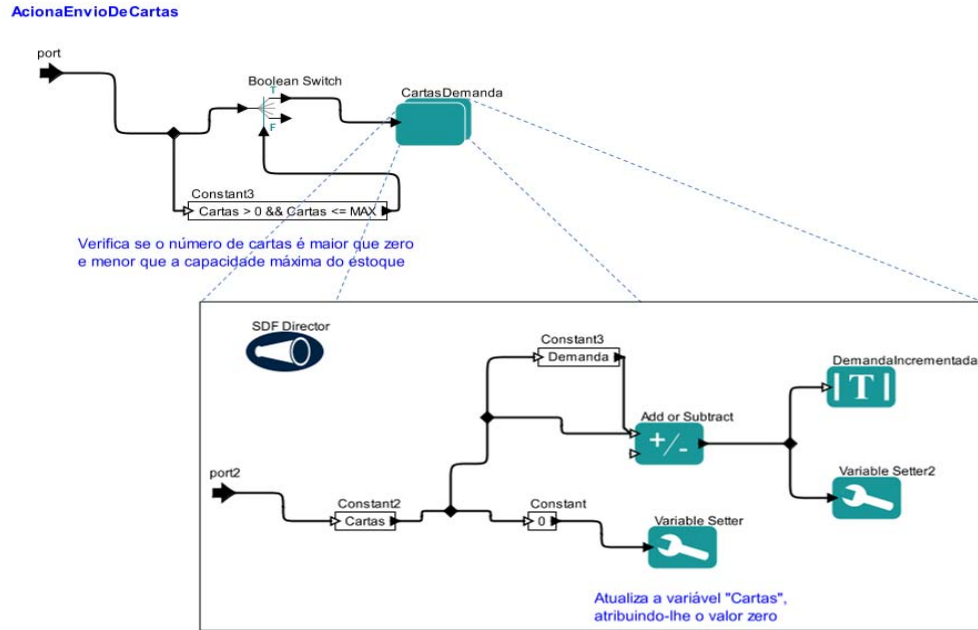 AcionaEnvioDeCartas
port
Boolean Switch
T
F
CartasDemanda
Constant3
Cartas > 0 && Cartas <= MAX
Verifica se o número de cartas é maior que zero
e menor que a capacidade máxima do estoque
SDF Director
Constant3
Demanda
DemandaIncrementada
T
Add or Subtract
+/-
port2
Constant2
Cartas
Constant
0
Variable Setter
Variable Setter2
Atualiza a variável "Cartas",
atribuindo-lhe o valor zero